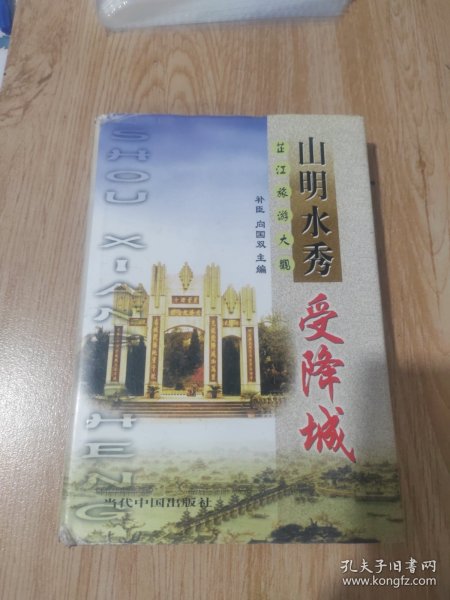 山明水秀
受降城
芷江旅游大观
补臣 向国双 主编
SHOU XIANG CHENG
当代中国出版社
孔夫子旧书网
www.kongfz.com